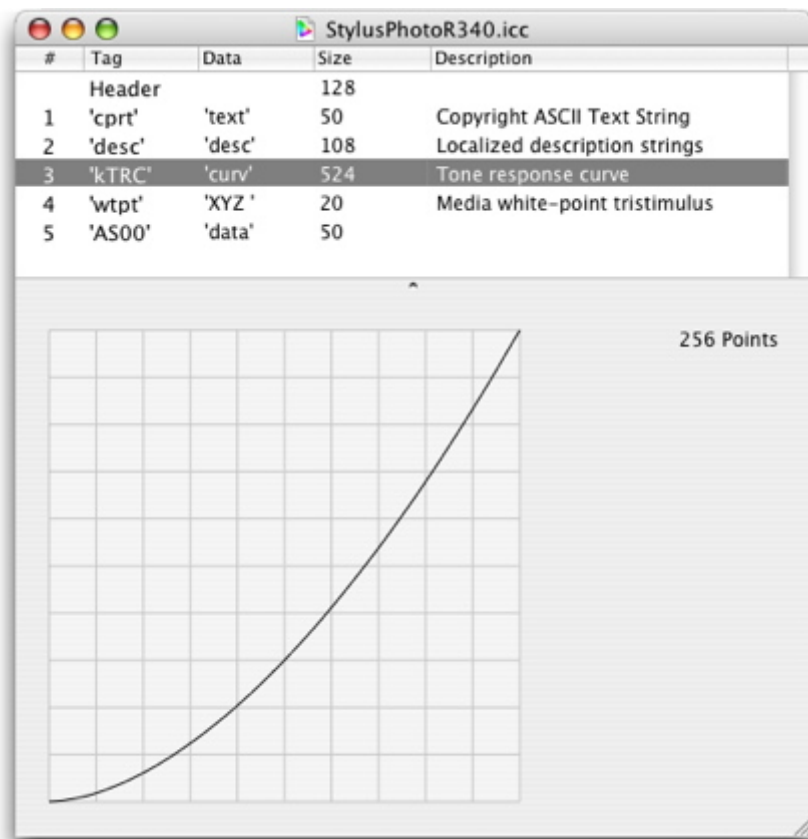 StylusPhotoR340.icc
# Tag Data Size Description
Header 128
1 'cprt' 'text' 50 Copyright ASCII Text String
2 'desc' 'desc' 108 Localized description strings
3 'kTRC' 'curv' 524 Tone response curve
4 'wtpt' 'XYZ ' 20 Media white-point tristimulus
5 'AS00' 'data' 50
256 Points